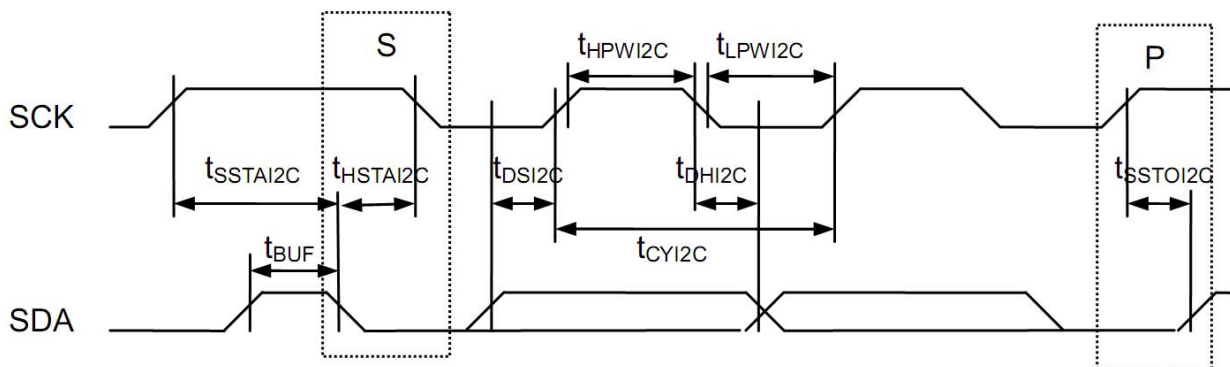 S
P
tHPWI2C
tLPWI2C
SCK
tSSTAI2C
tHSTAI2C
tDSI2C
tDHI2C
tSSTOI2C
tBUF
tCYI2C
SDA